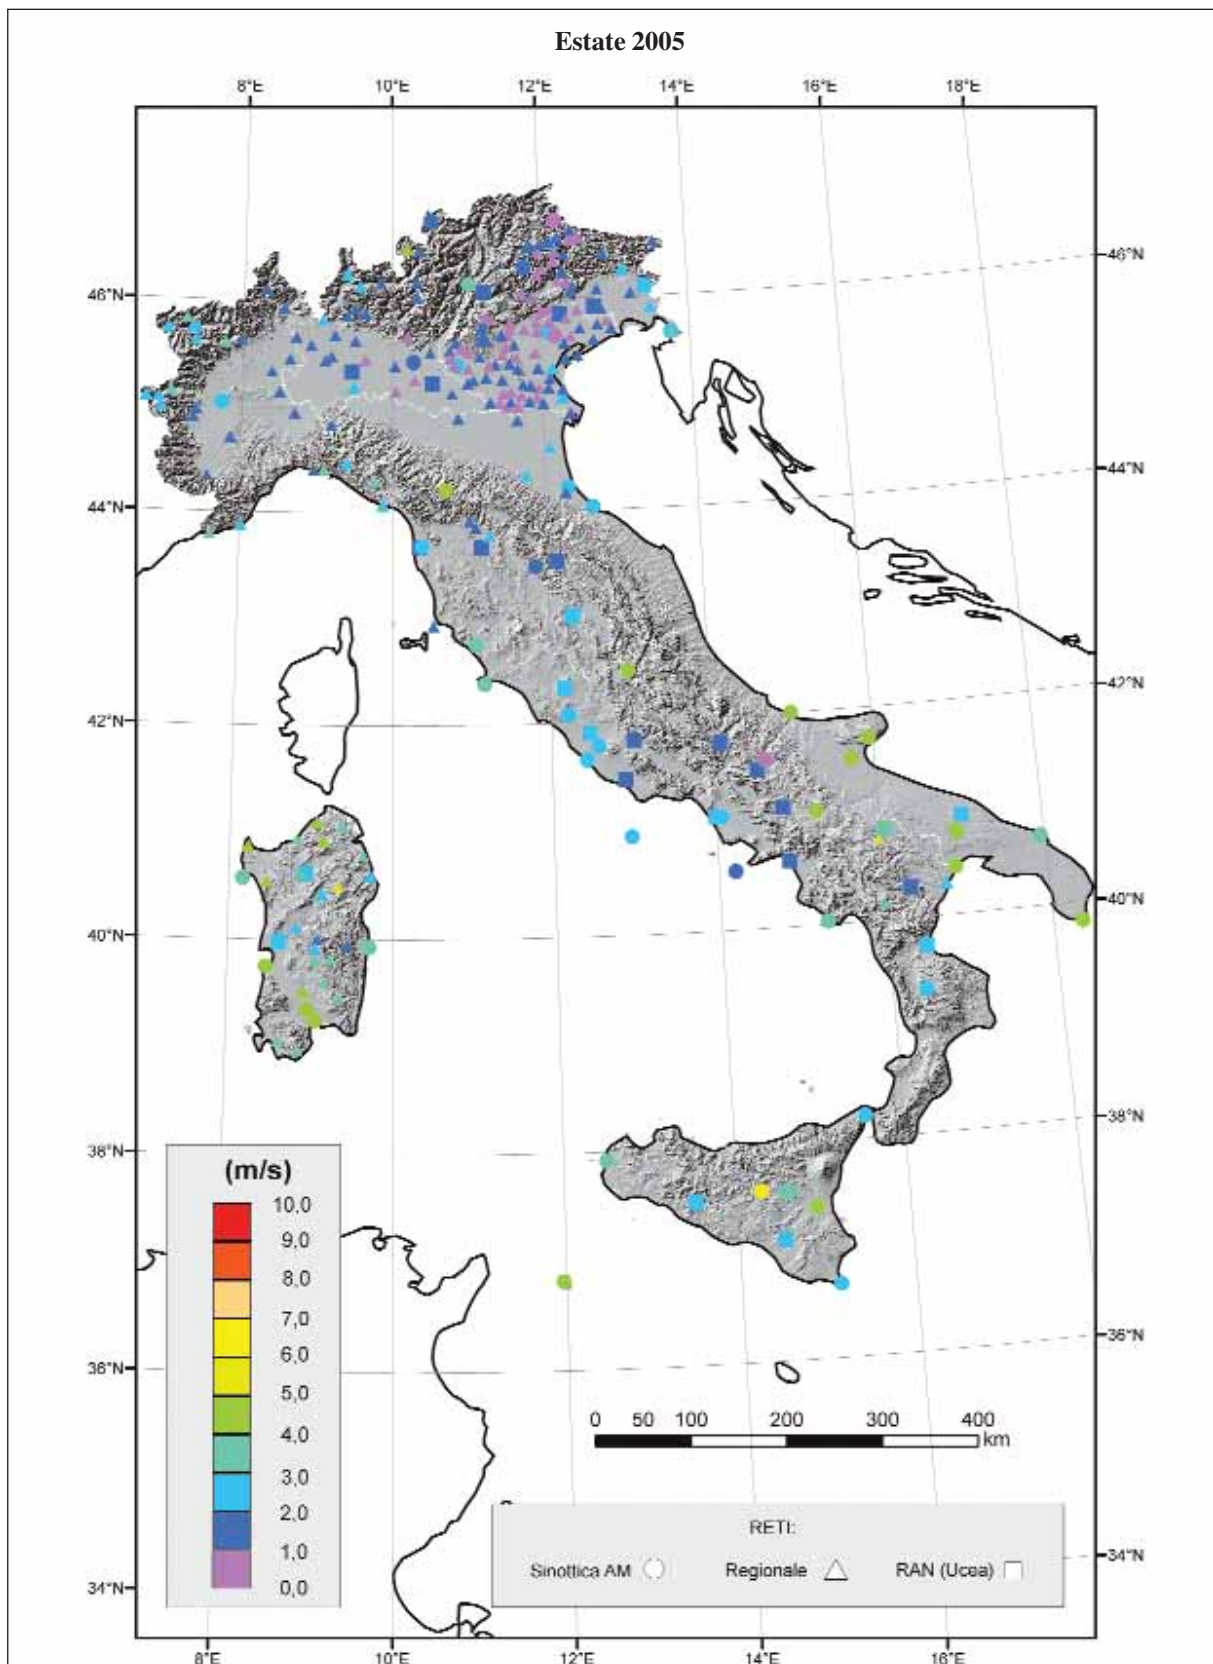 Estate 2005
8°E 10°E 12°E 14°E 16°E 18°E
46°N 46°N
44°N 44°N
42°N 42°N
40°N 40°N
38°N 38°N
36°N 36°N
34°N 34°N
(m/s)
10,0
9,0
8,0
7,0
6,0
5,0
4,0
3,0
2,0
1,0
0,0
0 50 100 200 300 400
km
RETI:
Sinottica AM Regionale RAN (Ucea)
8°E 10°E 12°E 14°E 16°E